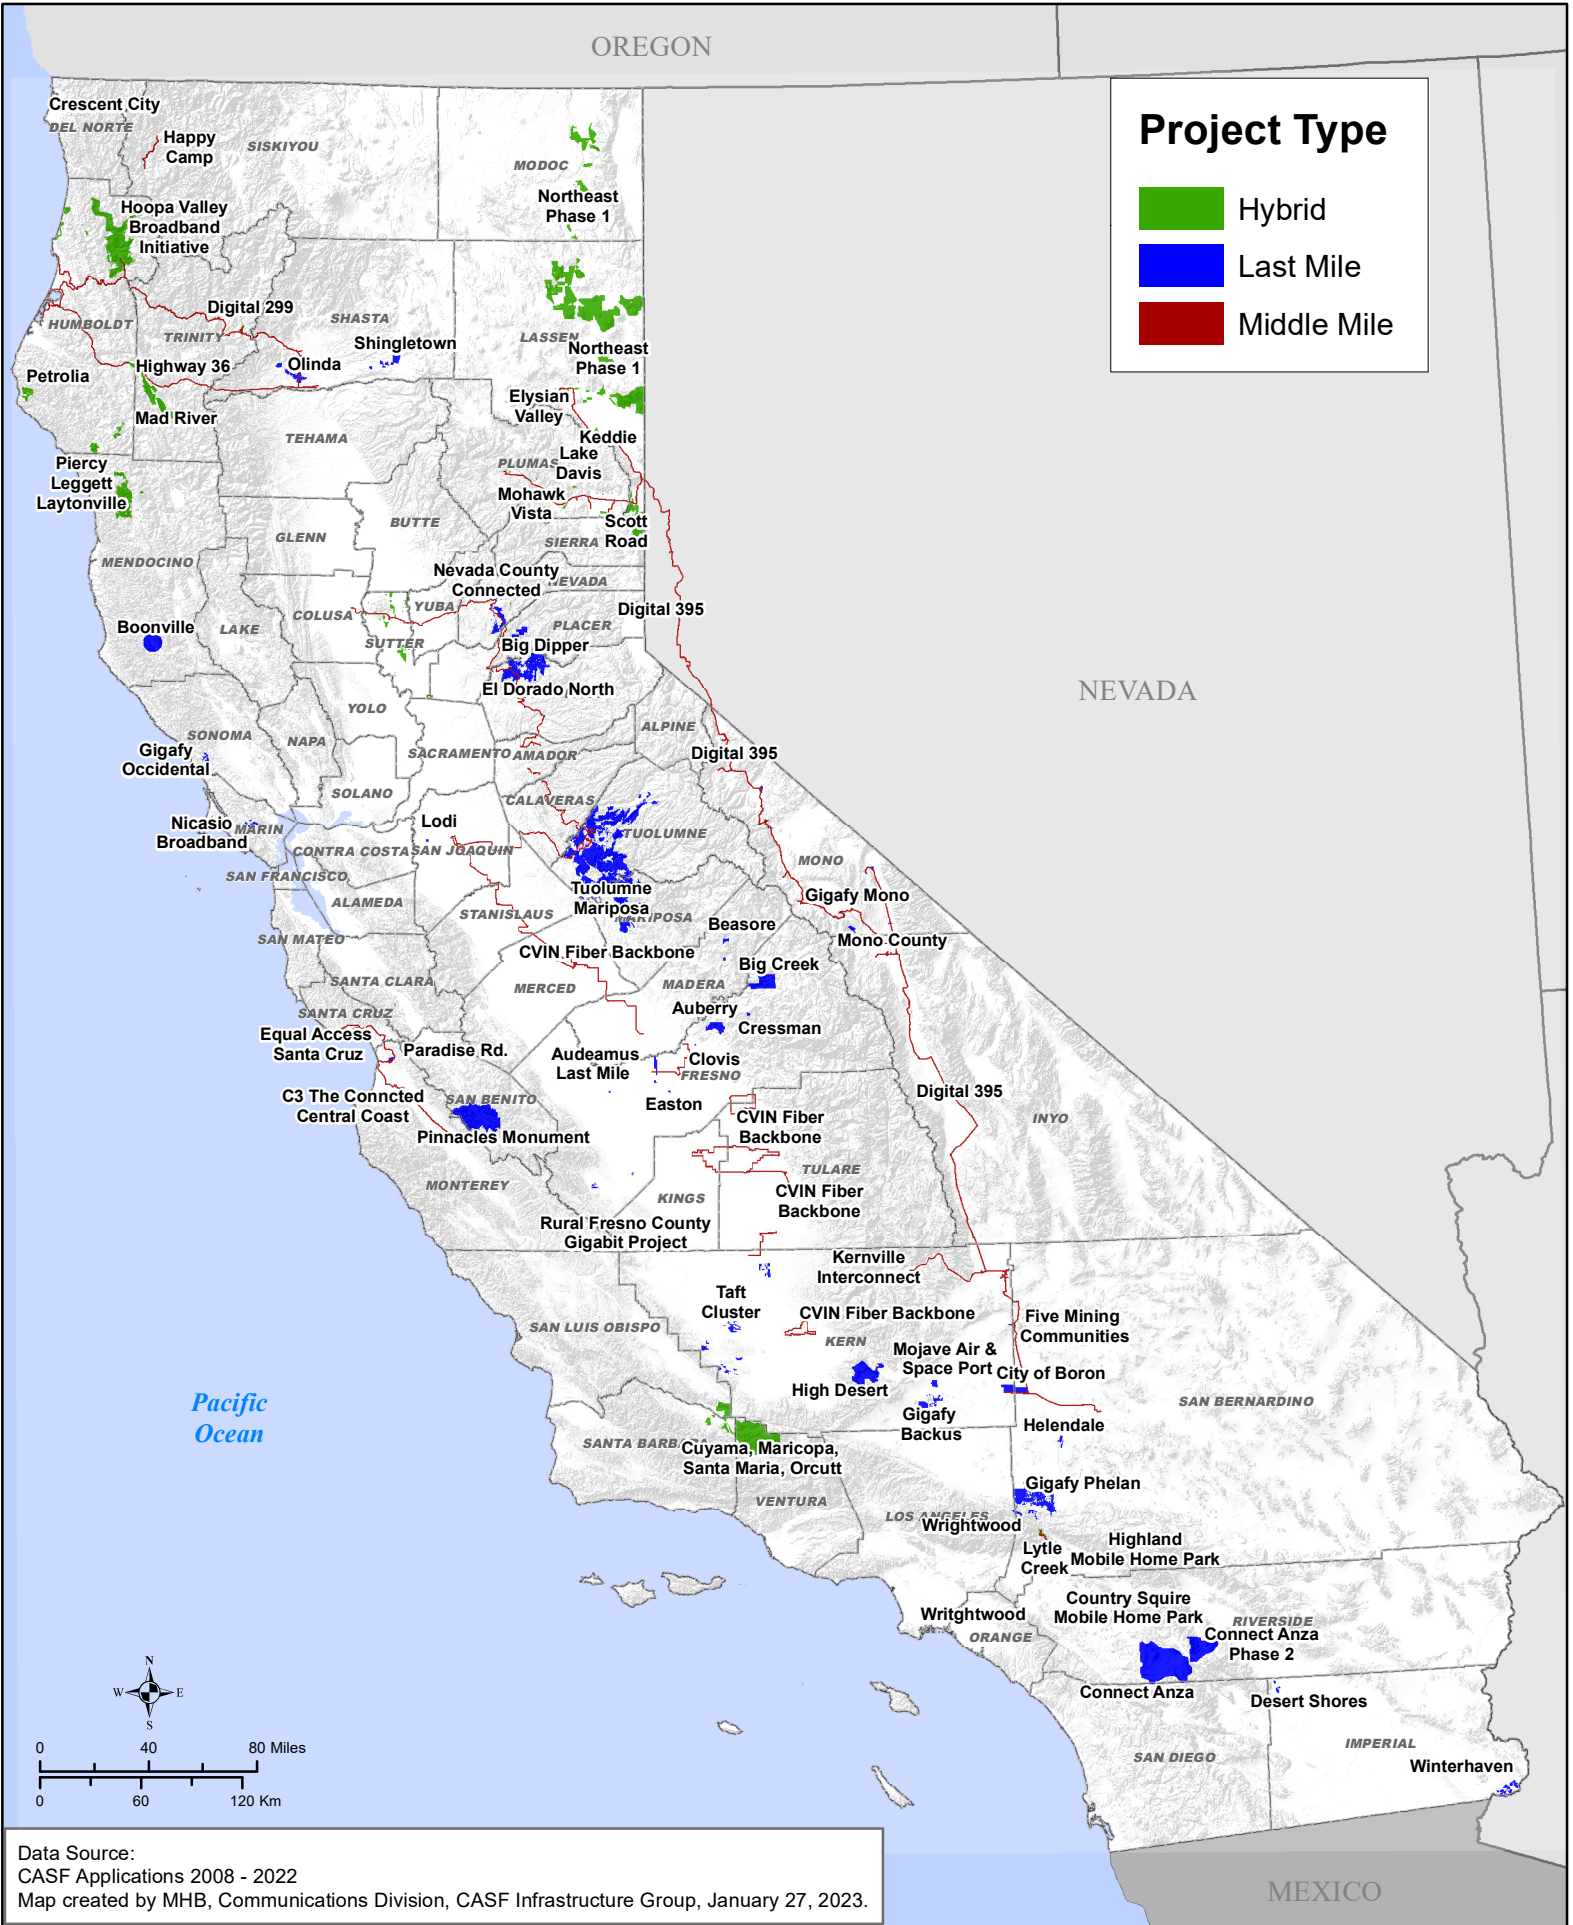 OREGON
Crescent City
DEL NORTE
Happy
Camp
SISKIYOU
MODOC
Northeast
Phase 1
Project Type
Hybrid
Last Mile
Middle Mile
Hoopa Valley
Broadband
Initiative
Digital 299
HUMBOLDT
TRINITY
SHASTA
Shingletown
LASSEN
Northeast
Phase 1
Petrolia
Highway 36
Olinda
Mad River
Elysian
Valley
TEHAMA
Keddie
Lake
Davis
PLUMAS
Piercy
Leggett
Laytonville
Mohawk
Vista
Scott
Road
BUTTE
GLENN
SIERRA
MENDOCINO
Nevada County
Connected
NEVADA
COLUSA
YUBA
Digital 395
Boonville
LAKE
SUTTER
PLACER
Big Dipper
El Dorado North
YOLO
NEVADA
SONOMA
NAPA
ALPINE
Gigafy
Occidental
SACRAMENTO
AMADOR
Digital 395
SOLANO
CALAVERAS
Nicasio
Broadband
MARIN
Lodi
TUOLUMNE
CONTRA COSTA
SAN JOAQUIN
MONO
SAN FRANCISCO
Tuolumne
Mariposa
MARIPOSA
Gigafy Mono
ALAMEDA
STANISLAUS
Beasore
SAN MATEO
Mono County
CVIN Fiber Backbone
Big Creek
SANTA CLARA
MERCED
MADERA
Auberry
SANTA CRUZ
Cressman
Equal Access
Santa Cruz
Paradise Rd.
Audeamus
Last Mile
Clovis
FRESNO
C3 The Conncted
Central Coast
SAN BENITO
Easton
Digital 395
INYO
Pinnacles Monument
CVIN Fiber
Backbone
MONTEREY
TULARE
KINGS
CVIN Fiber
Backbone
Rural Fresno County
Gigabit Project
Kernville
Interconnect
Taft
Cluster
CVIN Fiber Backbone
Five Mining
Communities
SAN LUIS OBISPO
KERN
Mojave Air &
Space Port
City of Boron
High Desert
Pacific
Ocean
SAN BERNARDINO
Gigafy
Backus
Helendale
SANTA BARBARA
Cuyama, Maricopa,
Santa Maria, Orcutt
Gigafy Phelan
VENTURA
LOS ANGELES
Wrightwood
Lytle
Creek
Highland
Mobile Home Park
Writghtwood
ORANGE
Country Squire
Mobile Home Park
RIVERSIDE
Connect Anza
Phase 2
Connect Anza
Desert Shores
N
W E
S
SAN DIEGO
IMPERIAL
Winterhaven
0 40 80 Miles
0 60 120 Km
Data Source:
CASF Applications 2008 - 2022
Map created by MHB, Communications Division, CASF Infrastructure Group, January 27, 2023.
MEXICO